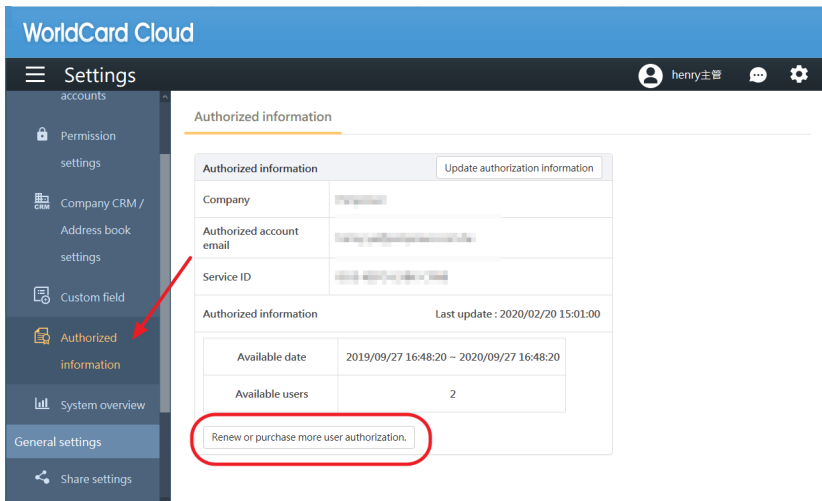 WorldCard Cloud
Settings
henry主管
accounts
Permission
settings
CRM
Company CRM /
Address book
settings
Custom field
Authorized
information
System overview
General settings
Share settings
Authorized information
Authorized information
Update authorization information
Company
Authorized account
email
Service ID
Authorized information
Last update : 2020/02/20 15:01:00
Available date
2019/09/27 16:48:20 ~ 2020/09/27 16:48:20
Available users
2
Renew or purchase more user authorization.